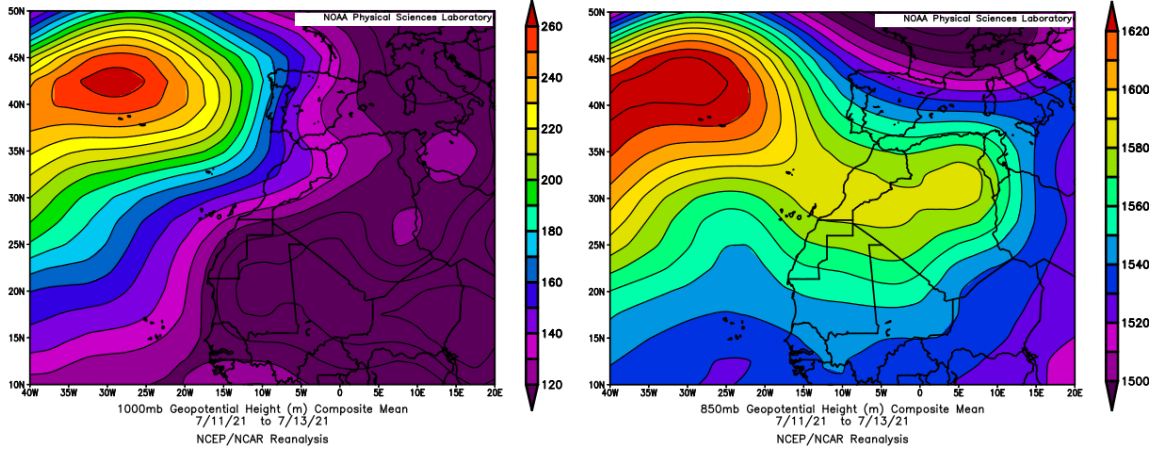 NOAA Physical Sciences Laboratory
50N
45N
40N
35N
30N
25N
20N
15N
10N
40W 35W 30W 25W 20W 15W 10W 5W 0 5E 10E 15E 20E
260
240
220
200
180
160
140
120
1000mb Geopotential Height (m) Composite Mean
7/11/21 to 7/13/21
NCEP/NCAR Reanalysis
NOAA Physical Sciences Laboratory
50N
45N
40N
35N
30N
25N
20N
15N
10N
40W 35W 30W 25W 20W 15W 10W 5W 0 5E 10E 15E 20E
1620
1600
1580
1560
1540
1520
1500
850mb Geopotential Height (m) Composite Mean
7/11/21 to 7/13/21
NCEP/NCAR Reanalysis